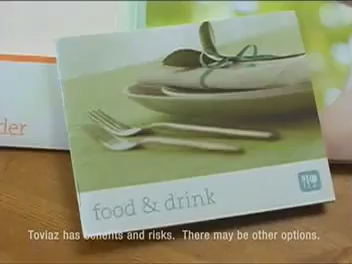 der
food & drink
Toviaz has benefits and risks.  There may be other options.